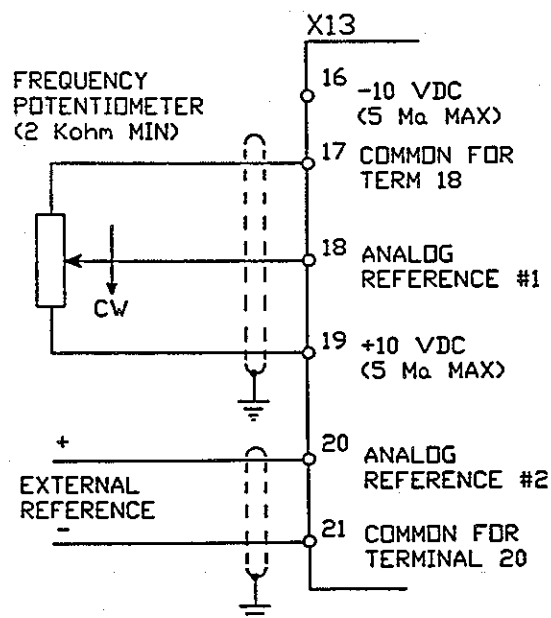 X13
FREQUENCY
POTENTIOMETER
(2 Kohm MIN)
16
-10 VDC
(5 Ma MAX)
17 COMMON FOR
TERM 18
18 ANALOG
REFERENCE #1
CW
19 +10 VDC
(5 Ma MAX)
+
20 ANALOG
REFERENCE #2
EXTERNAL
REFERENCE
-
21 COMMON FOR
TERMINAL 20